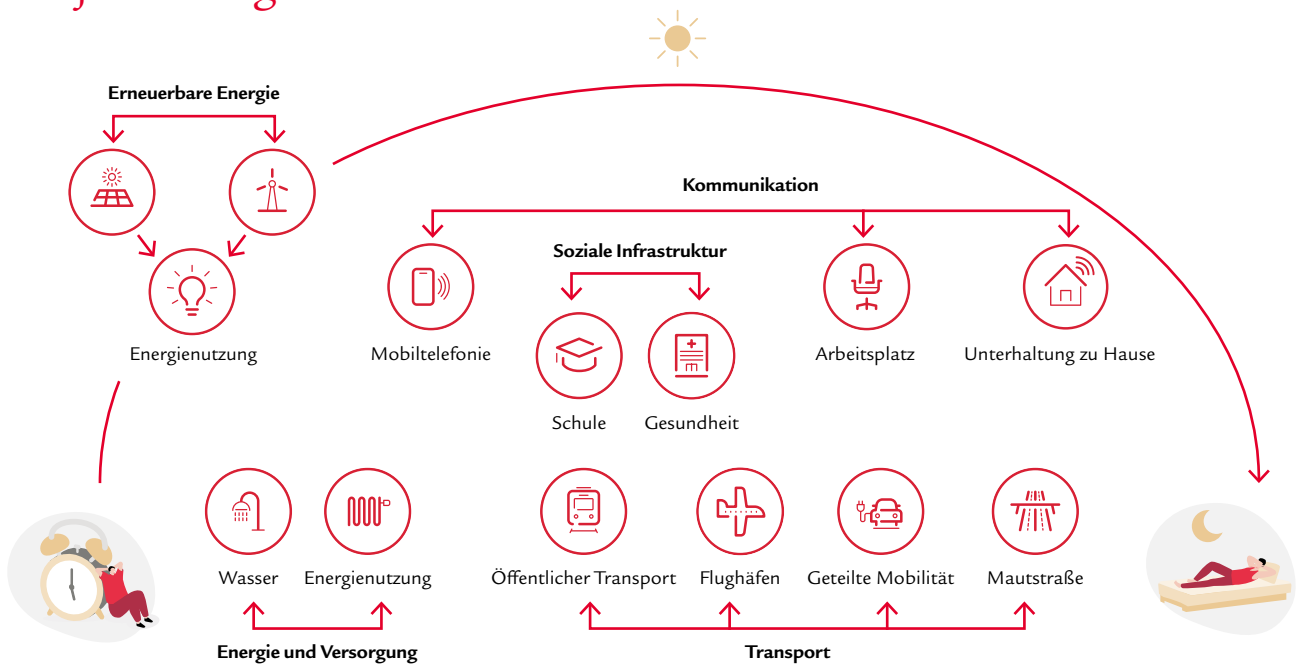 Erneuerbare Energie
Kommunikation
Soziale Infrastruktur
Energienutzung
Mobiltelefonie
Arbeitsplatz
Unterhaltung zu Hause
Schule
Gesundheit
Wasser
Energienutzung
Öffentlicher Transport
Flughäfen
Geteilte Mobilität
Mautstraße
Energie und Versorgung
Transport